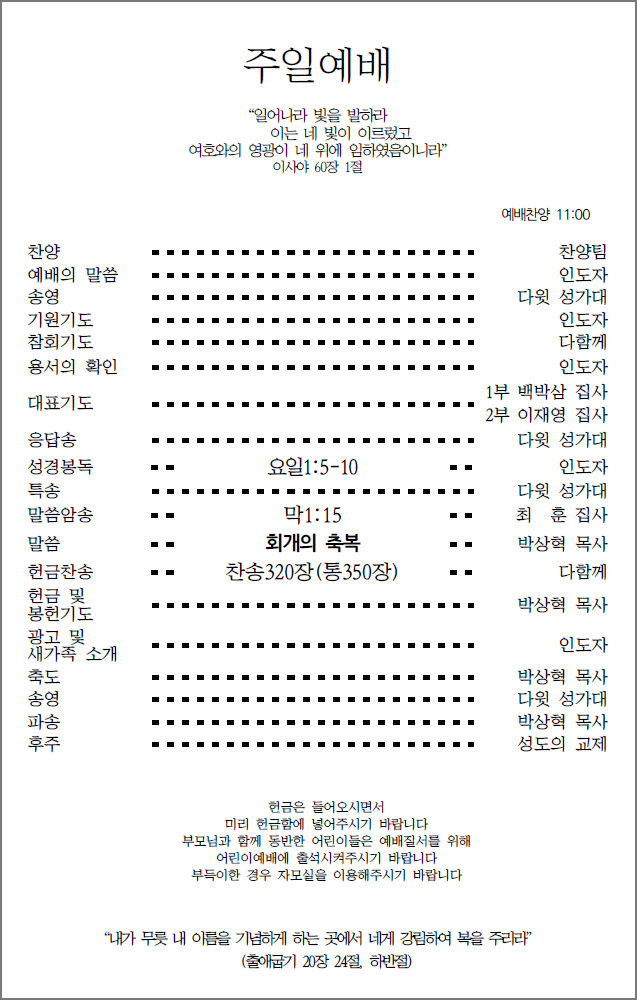 주일예배
“일어나라 빛을 발하라
이는 네 빛이 이르렀고
여호와의 영광이 네 위에 임하였음이니라”
이사야 60장 1절
예배찬양 11:00
찬양 찬양팀
예배의 말씀 인도자
송영 다윗 성가대
기원기도 인도자
참회기도 다함께
용서의 확인 인도자
대표기도 1부 백박삼 집사
2부 이재영 집사
응답송 다윗 성가대
성경봉독 요일1:5-10 인도자
특송 다윗 성가대
말씀암송 막1:15 최 훈 집사
말씀 회개의 축복 박상혁 목사
헌금찬송 찬송320장(통350장) 다함께
헌금 및
봉헌기도 박상혁 목사
광고 및
새가족 소개 인도자
축도 박상혁 목사
송영 다윗 성가대
파송 박상혁 목사
후주 성도의 교제
헌금은 들어오시면서
미리 헌금함에 넣어주시기 바랍니다
부모님과 함께 동반한 어린이들은 예배질서를 위해
어린이예배에 출석시켜주시기 바랍니다
부득이한 경우 자모실을 이용해주시기 바랍니다
“내가 무릇 내 이름을 기념하게 하는 곳에서 네게 강림하여 복을 주리라”
(출애굽기 20장 24절, 하반절)